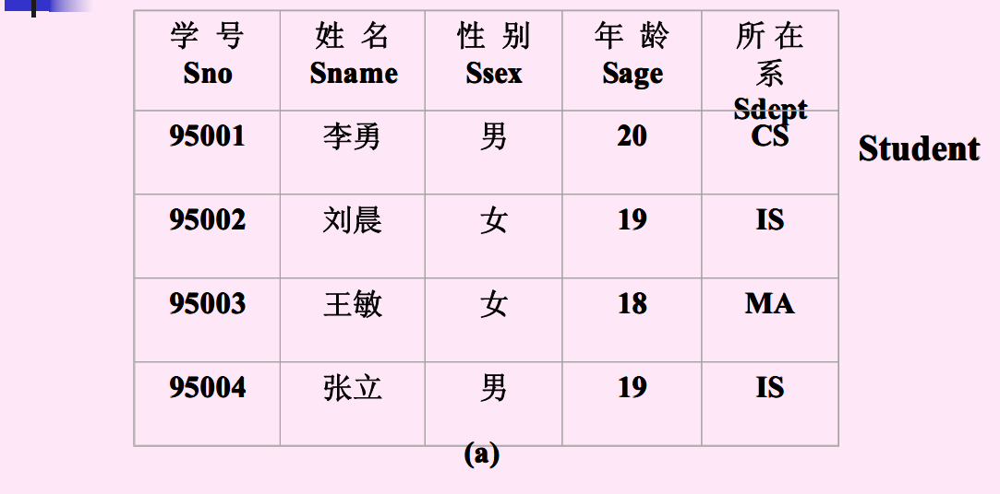 学 号 姓 名 性 别 年 龄 所 在
Sno Sname Ssex Sage 系
Sdept
95001 李勇 男 20 CS
Student
95002 刘晨 女 19 IS
95003 王敏 女 18 MA
95004 张立 男 19 IS
(a)